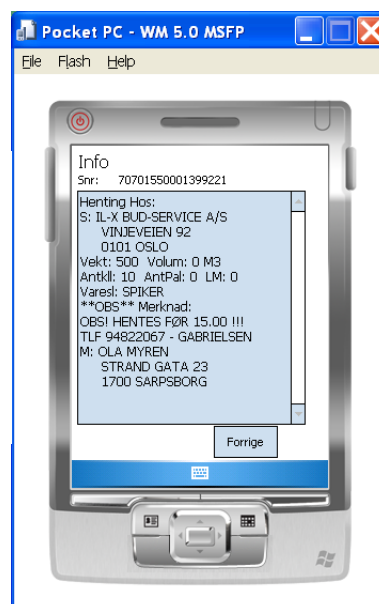 Pocket PC - WM 5.0 MSFP
File Flash Help
Info
Snr: 70701550001399221
Henting Hos:
S: IL-X BUD-SERVICE A/S
VINJEVEIEN 92
0101 OSLO
Vekt: 500 Volum: 0 M3
Antkll: 10 AntPal: 0 LM: 0
Varesl: SPIKER
**OBS** Merknad:
OBS! HENTES FØR 15.00 !!!
TLF 94822067 - GABRIELSEN
M: OLA MYREN
STRAND GATA 23
1700 SARPSBORG
Forrige